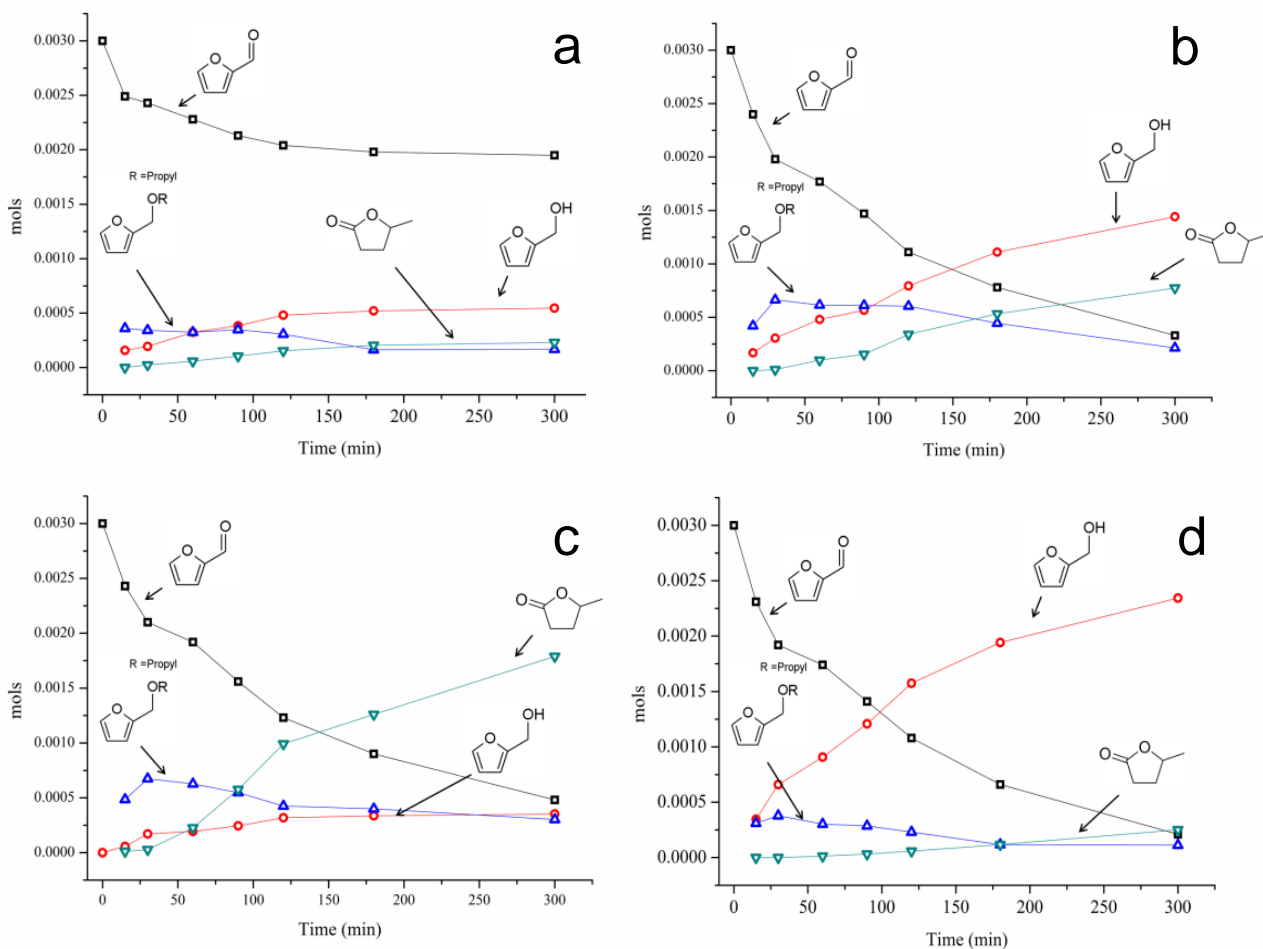 a
0.0030
0.0025
0.0020
0.0015
0.0010
0.0005
0.0000
mols
O
O
R =Propyl
OR
O
O
O
OH
O
0
50
100
150
200
250
300
Time (min)
b
0.0030
0.0025
0.0020
0.0015
0.0010
0.0005
0.0000
mols
O
O
R =Propyl
OR
O
OH
O
O
O
0
50
100
150
200
250
300
Time (min)
c
0.0030
0.0025
0.0020
0.0015
0.0010
0.0005
0.0000
mols
O
O
R =Propyl
OR
O
O
O
OH
O
0
50
100
150
200
250
300
Time (min)
d
0.0030
0.0025
0.0020
0.0015
0.0010
0.0005
0.0000
mols
O
O
OH
O
R =Propyl
OR
O
O
O
0
50
100
150
200
250
300
Time (min)